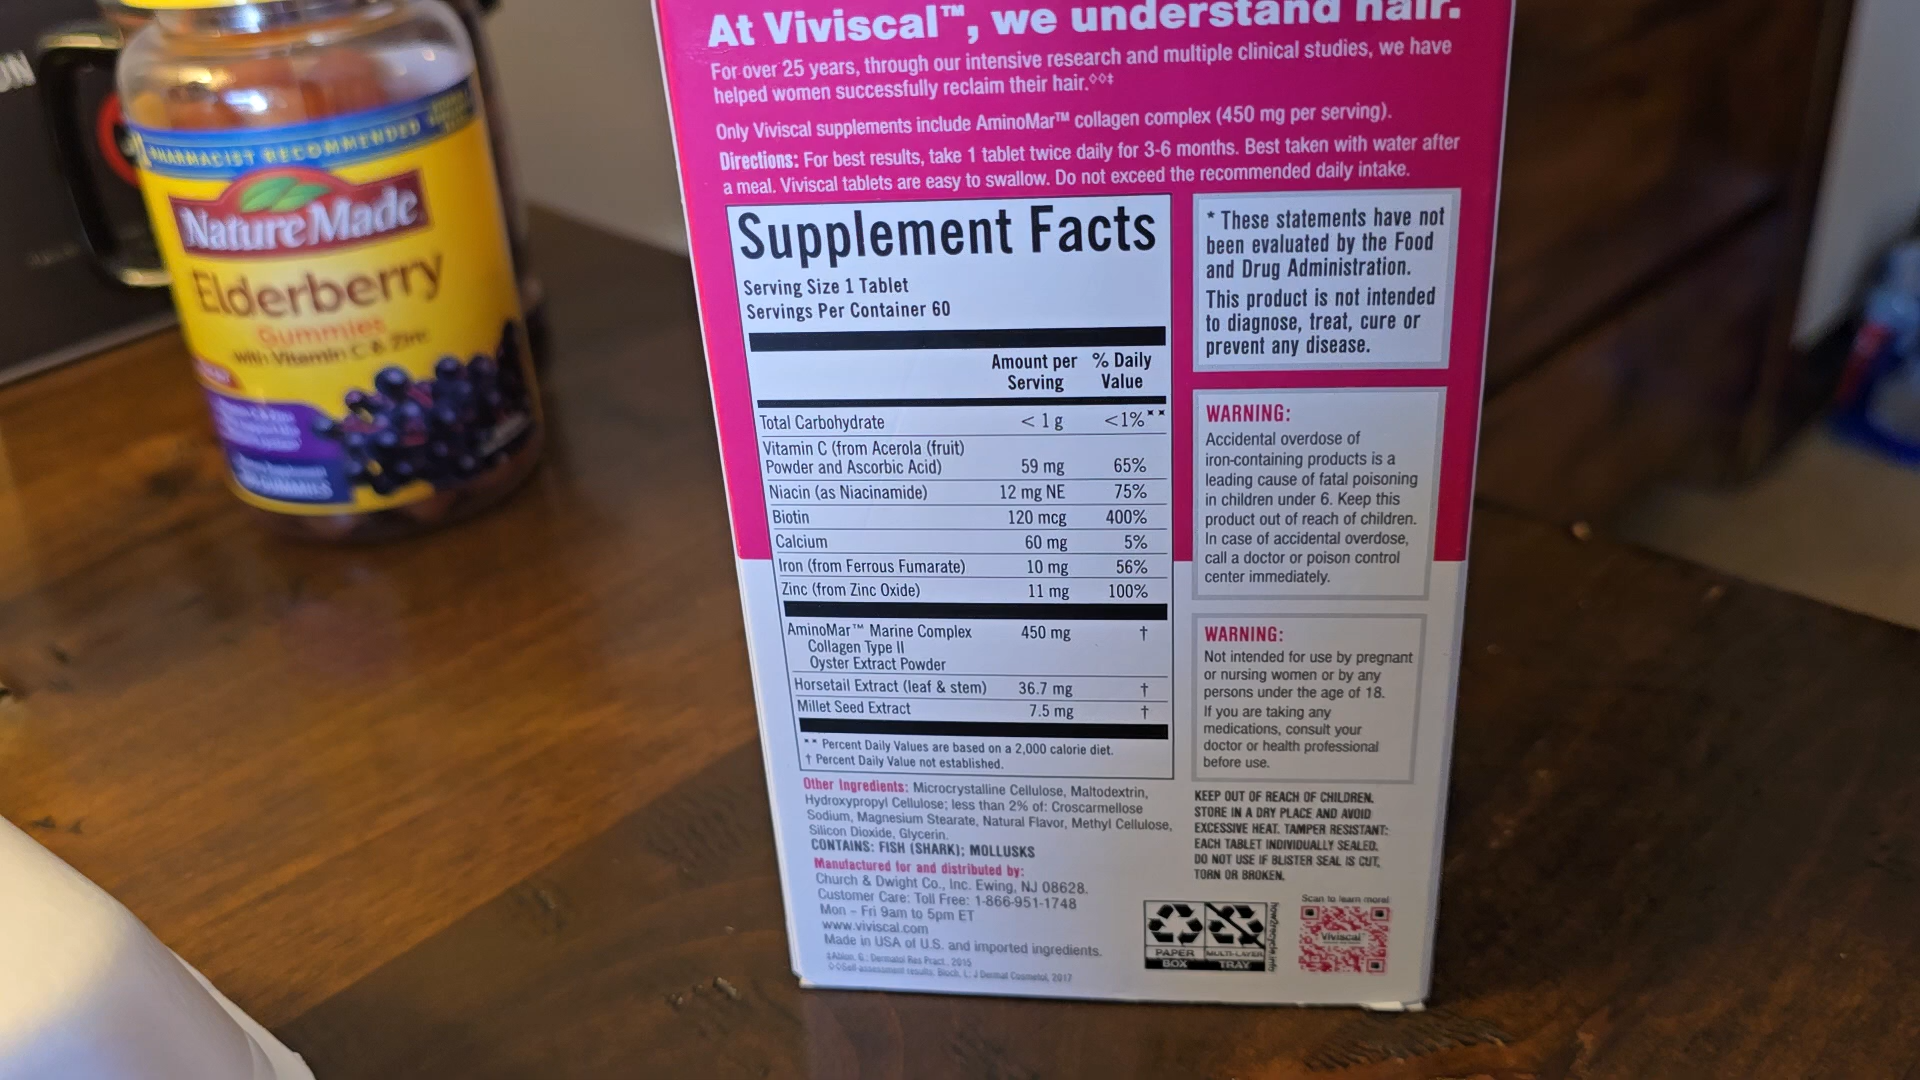 At Viviscal™, we understand hair.
For over 25 years, through our intensive research and multiple clinical studies, we have
helped women successfully reclaim their hair.◊◊‡
Only Viviscal supplements include AminoMar™ collagen complex (450 mg per serving).
Directions: For best results, take 1 tablet twice daily for 3-6 months. Best taken with water after
a meal. Viviscal tablets are easy to swallow. Do not exceed the recommended daily intake.
Supplement Facts
Serving Size 1 Tablet
Servings Per Container 60
Amount per % Daily
Serving Value
Total Carbohydrate < 1 g <1%**
Vitamin C (from Acerola (fruit)
Powder and Ascorbic Acid) 59 mg 65%
Niacin (as Niacinamide) 12 mg NE 75%
Biotin 120 mcg 400%
Calcium 60 mg 5%
Iron (from Ferrous Fumarate) 10 mg 56%
Zinc (from Zinc Oxide) 11 mg 100%
AminoMar™ Marine Complex 450 mg †
Collagen Type II
Oyster Extract Powder
Horsetail Extract (leaf & stem) 36.7 mg †
Millet Seed Extract 7.5 mg †
** Percent Daily Values are based on a 2,000 calorie diet.
† Percent Daily Value not established.
Other Ingredients: Microcrystalline Cellulose, Maltodextrin,
Hydroxypropyl Cellulose; less than 2% of: Croscarmellose
Sodium, Magnesium Stearate, Natural Flavor, Methyl Cellulose,
Silicon Dioxide, Glycerin.
CONTAINS: FISH (SHARK); MOLLUSKS
Manufactured for and distributed by:
Church & Dwight Co., Inc. Ewing, NJ 08628.
Customer Care: Toll Free: 1-866-951-1748
Mon – Fri 9am to 5pm ET
www.viviscal.com
Made in USA of U.S. and imported ingredients.
‡Ablon, G.: Dermatol Res Pract., 2015
◊◊Self-assessment results. Bloch, L. J Dermal Cosmetol, 2017
* These statements have not
been evaluated by the Food
and Drug Administration.
This product is not intended
to diagnose, treat, cure or
prevent any disease.
WARNING:
Accidental overdose of
iron-containing products is a
leading cause of fatal poisoning
in children under 6. Keep this
product out of reach of children.
In case of accidental overdose,
call a doctor or poison control
center immediately.
WARNING:
Not intended for use by pregnant
or nursing women or by any
persons under the age of 18.
If you are taking any
medications, consult your
doctor or health professional
before use.
KEEP OUT OF REACH OF CHILDREN.
STORE IN A DRY PLACE AND AVOID
EXCESSIVE HEAT. TAMPER RESISTANT:
EACH TABLET INDIVIDUALLY SEALED.
DO NOT USE IF BLISTER SEAL IS CUT,
TORN OR BROKEN.
PAPER MULTI-LAYER
BOX TRAY
how2recycle.info
Scan to learn more!
Viviscal
PHARMACIST RECOMMENDED
Nature Made
Elderberry
Gummies
with Vitamin C & Zinc
GUMMIES
ON